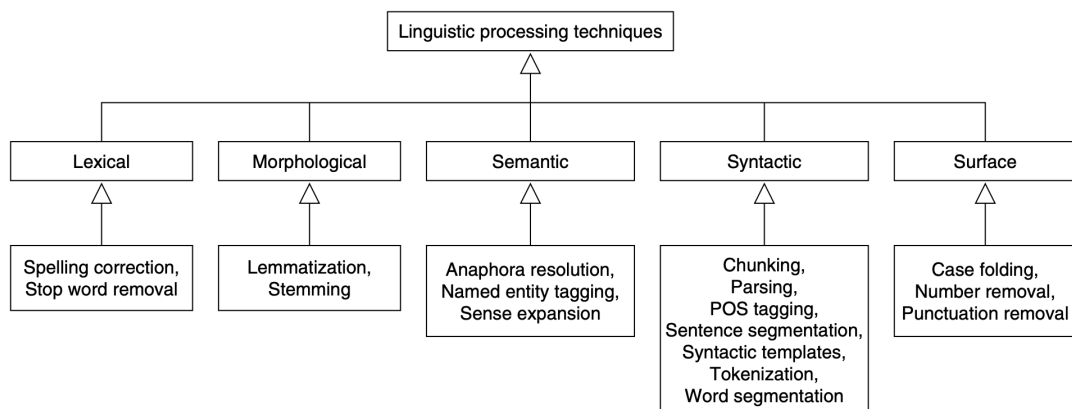 Linguistic processing techniques
Lexical
Morphological
Semantic
Syntactic
Surface
Spelling correction,
Stop word removal
Lemmatization,
Stemming
Anaphora resolution,
Named entity tagging,
Sense expansion
Chunking,
Parsing,
POS tagging,
Sentence segmentation,
Syntactic templates,
Tokenization,
Word segmentation
Case folding,
Number removal,
Punctuation removal